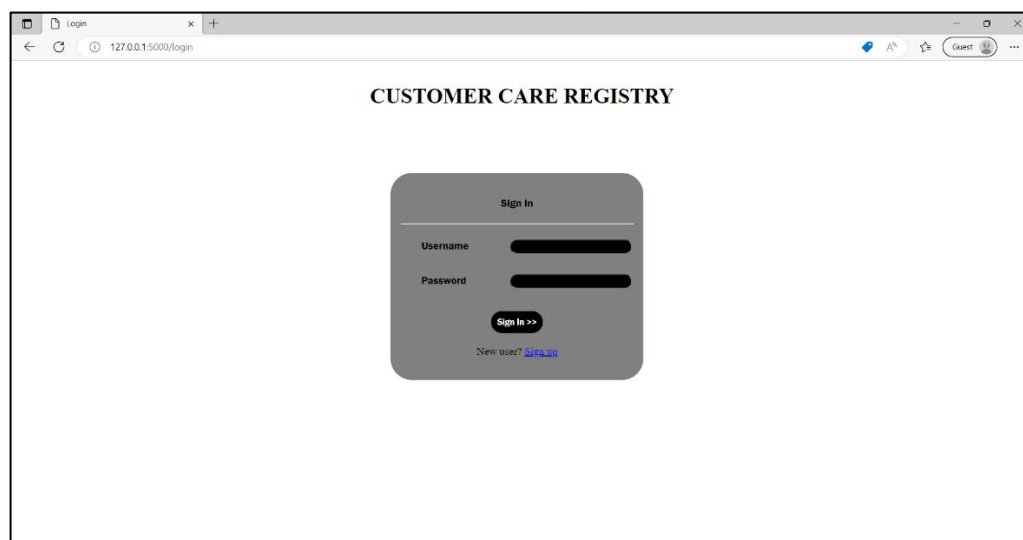 Login
127.0.0.1:5000/login
Guest
CUSTOMER CARE REGISTRY
Sign In
Username
Password
Sign In >>
New user? Sign up